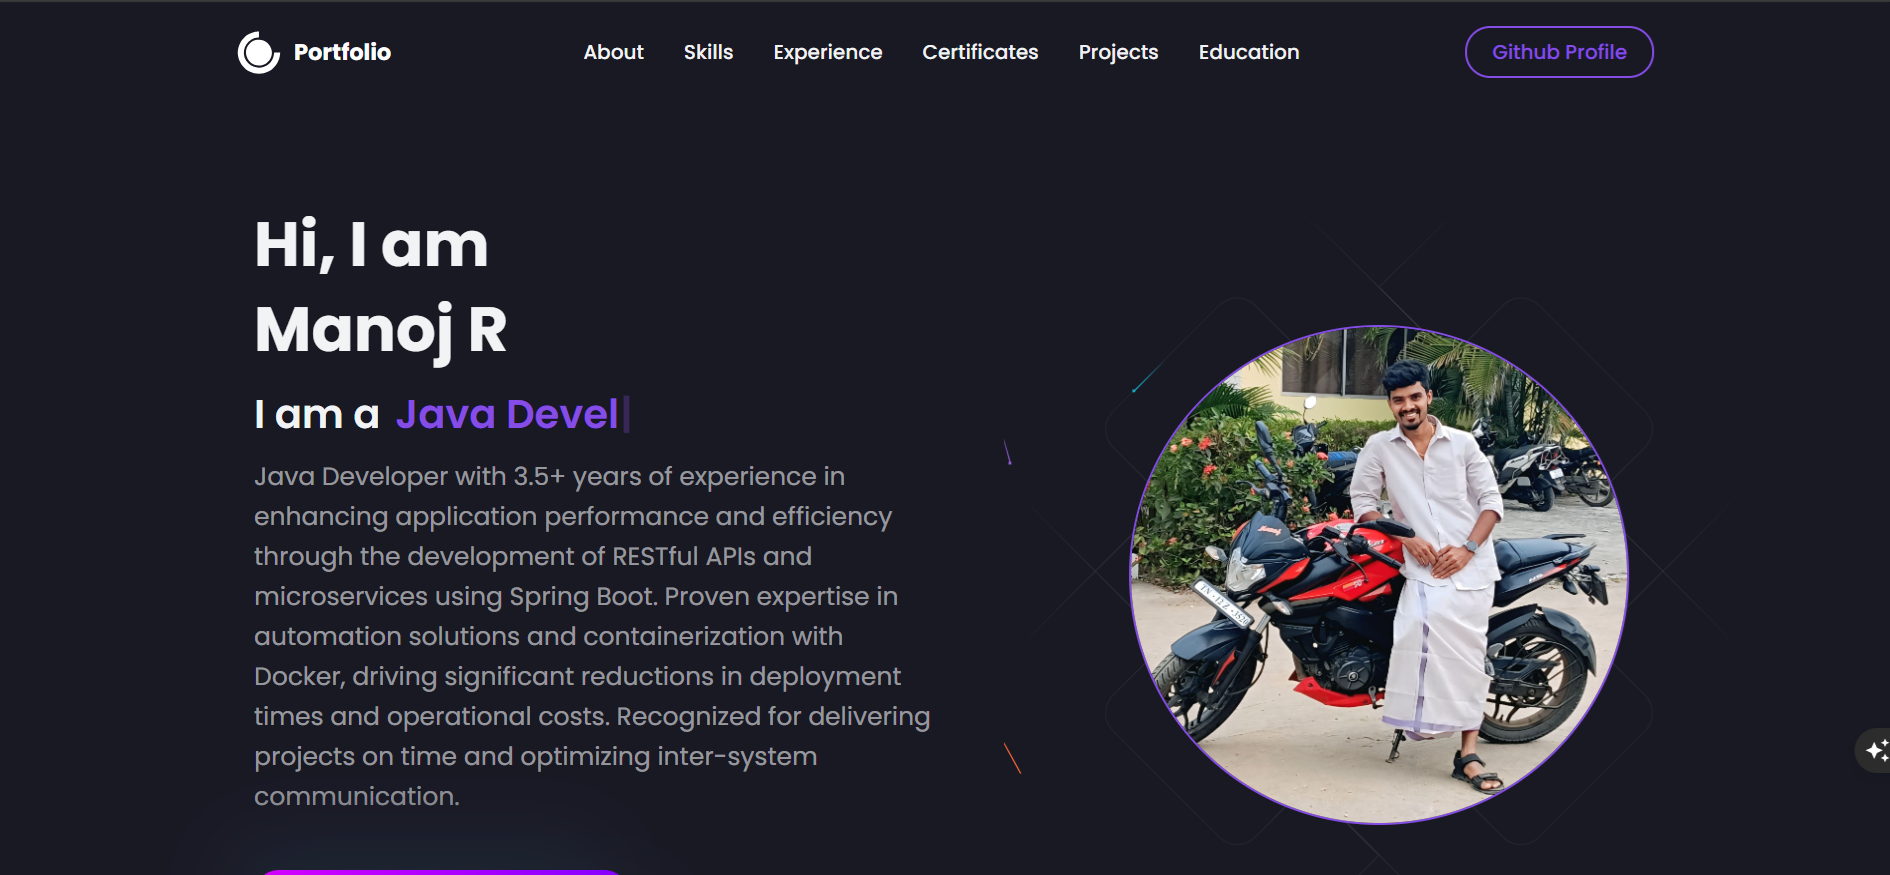 Portfolio
About
Skills
Experience
Certificates
Projects
Education
Github Profile
Hi, I am
Manoj R
I am a Java Devel
Java Developer with 3.5+ years of experience in
enhancing application performance and efficiency
through the development of RESTful APIs and
microservices using Spring Boot. Proven expertise in
automation solutions and containerization with
Docker, driving significant reductions in deployment
times and operational costs. Recognized for delivering
projects on time and optimizing inter-system
communication.